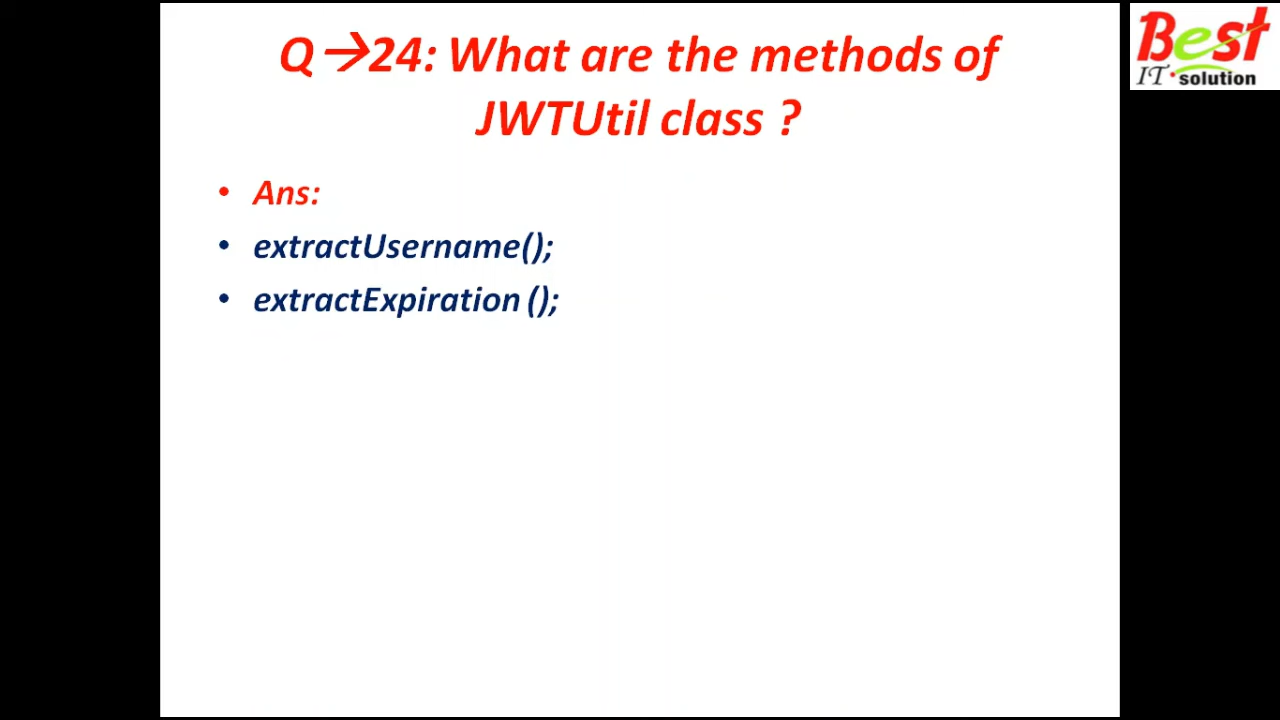 Q→24: What are the methods of
JWTUtil class ?
Best
IT solution
• Ans:
• extractUsername();
• extractExpiration ();